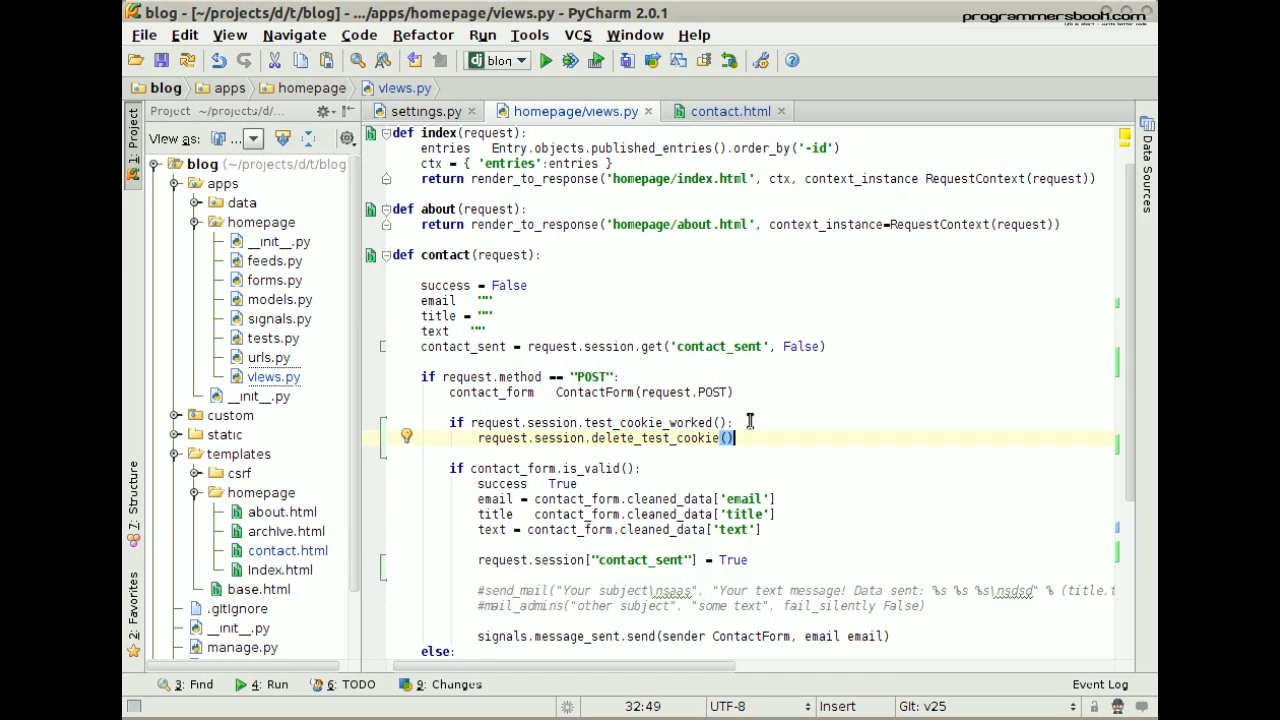 blog - [~/projects/d/t/blog] - .../apps/homepage/views.py - PyCharm 2.0.1
programmersbook.com
File Edit View Navigate Code Refactor Run Tools VCS Window Help
blog
blog apps homepage views.py
Project ~/projects/d/...
settings.py homepage/views.py contact.html
View as: ...
1: Project
7: Structure
2: Favorites
Data Sources
blog (~/projects/d/t/blog)
apps
data
homepage
__init__.py
feeds.py
forms.py
models.py
signals.py
tests.py
urls.py
views.py
__init__.py
custom
static
templates
csrf
homepage
about.html
archive.html
contact.html
index.html
base.html
.gitignore
__init__.py
manage.py
def index(request):
entries Entry.objects.published_entries().order_by('-id')
ctx = { 'entries':entries }
return render_to_response('homepage/index.html', ctx, context_instance RequestContext(request))
def about(request):
return render_to_response('homepage/about.html', context_instance=RequestContext(request))
def contact(request):
success = False
email ""
title = ""
text ""
contact_sent = request.session.get('contact_sent', False)
if request.method == "POST":
contact_form ContactForm(request.POST)
if request.session.test_cookie_worked():
request.session.delete_test_cookie()
if contact_form.is_valid():
success True
email = contact_form.cleaned_data['email']
title contact_form.cleaned_data['title']
text = contact_form.cleaned_data['text']
request.session["contact_sent"] = True
#send_mail("Your subject\nsaas", "Your text message! Data sent: %s %s %s\nsdsd" % (title,t
#mail_admins("other subject", "some text", fail_silently False)
signals.message_sent.send(sender ContactForm, email email)
else:
3: Find 4: Run 6: TODO 9: Changes Event Log
32:49 UTF-8 Insert Git: v25